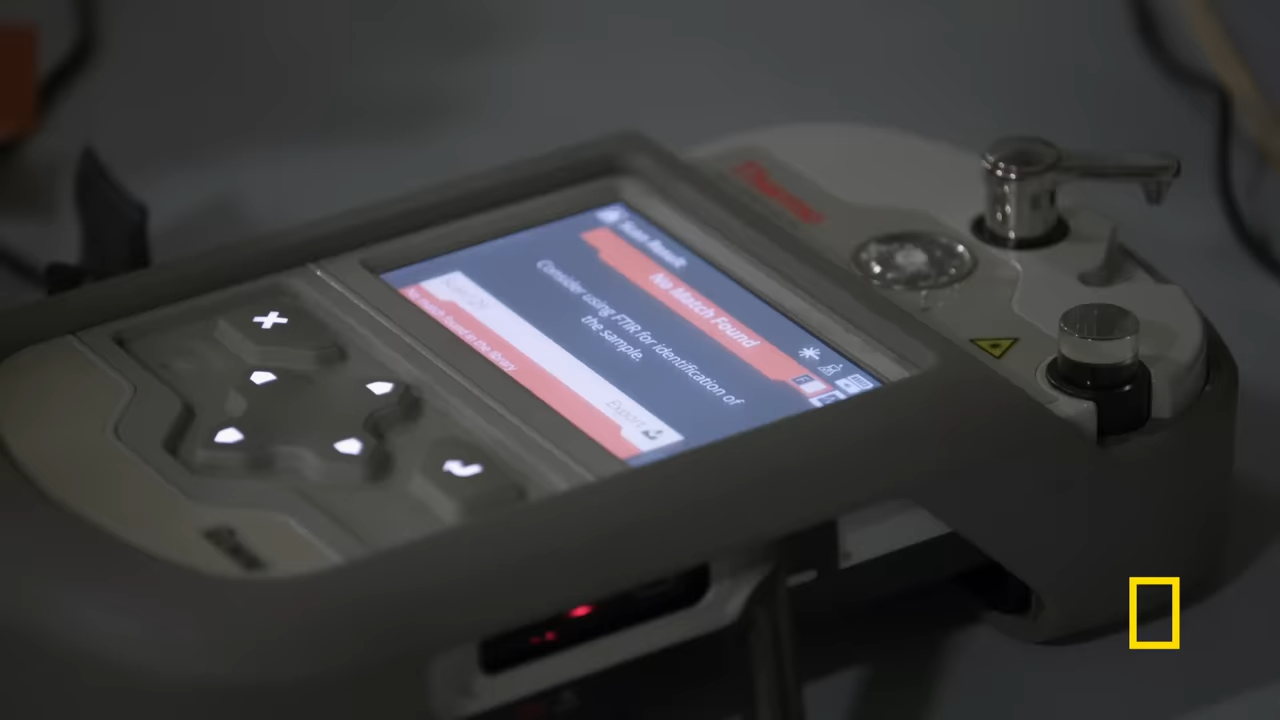 Thermo
Scan Result
No Match Found
Consider using FTIR for identification of
the sample.
Export
No match found in the library